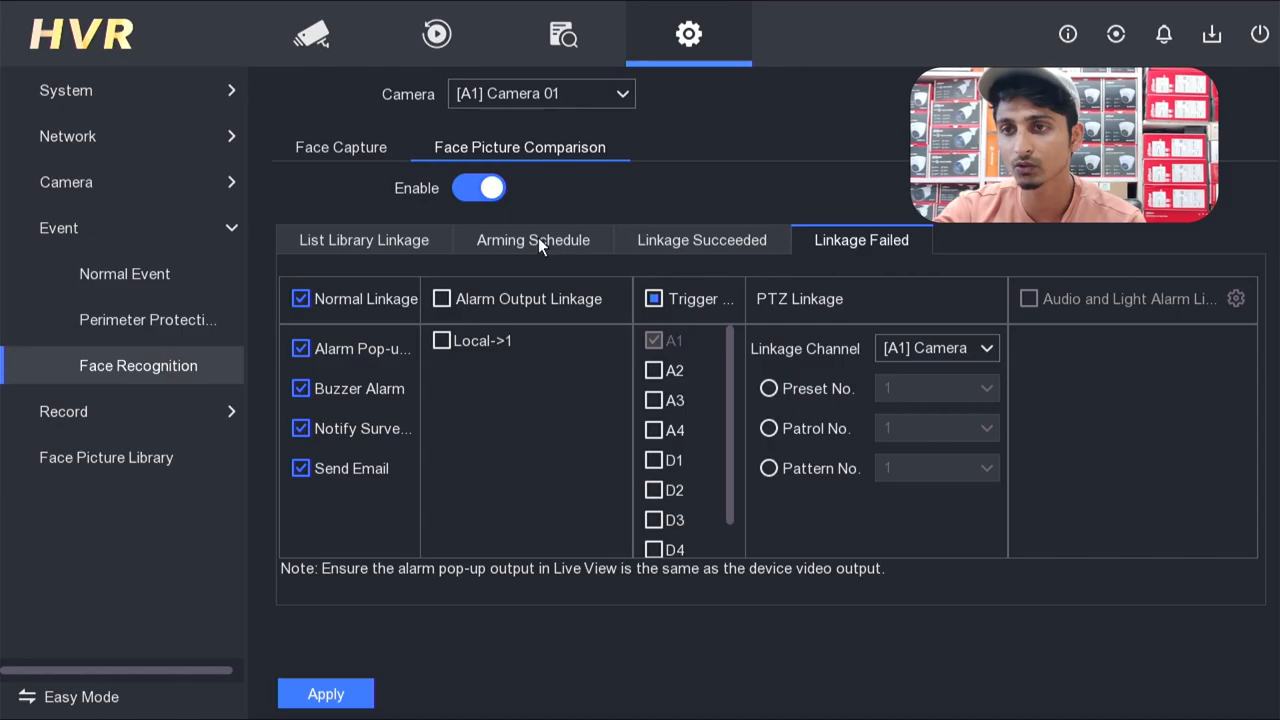 HVR
System
Network
Camera
Event
Normal Event
Perimeter Protecti...
Face Recognition
Record
Face Picture Library
Easy Mode
Camera [A1] Camera 01
Face Capture Face Picture Comparison
Enable
List Library Linkage Arming Schedule Linkage Succeeded Linkage Failed
Normal Linkage Alarm Output Linkage Trigger ... PTZ Linkage Audio and Light Alarm Li...
Alarm Pop-u...
Buzzer Alarm
Notify Surve...
Send Email
Local->1
A1
A2
A3
A4
D1
D2
D3
D4
Linkage Channel [A1] Camera
Preset No. 1
Patrol No. 1
Pattern No. 1
Note: Ensure the alarm pop-up output in Live View is the same as the device video output.
Apply